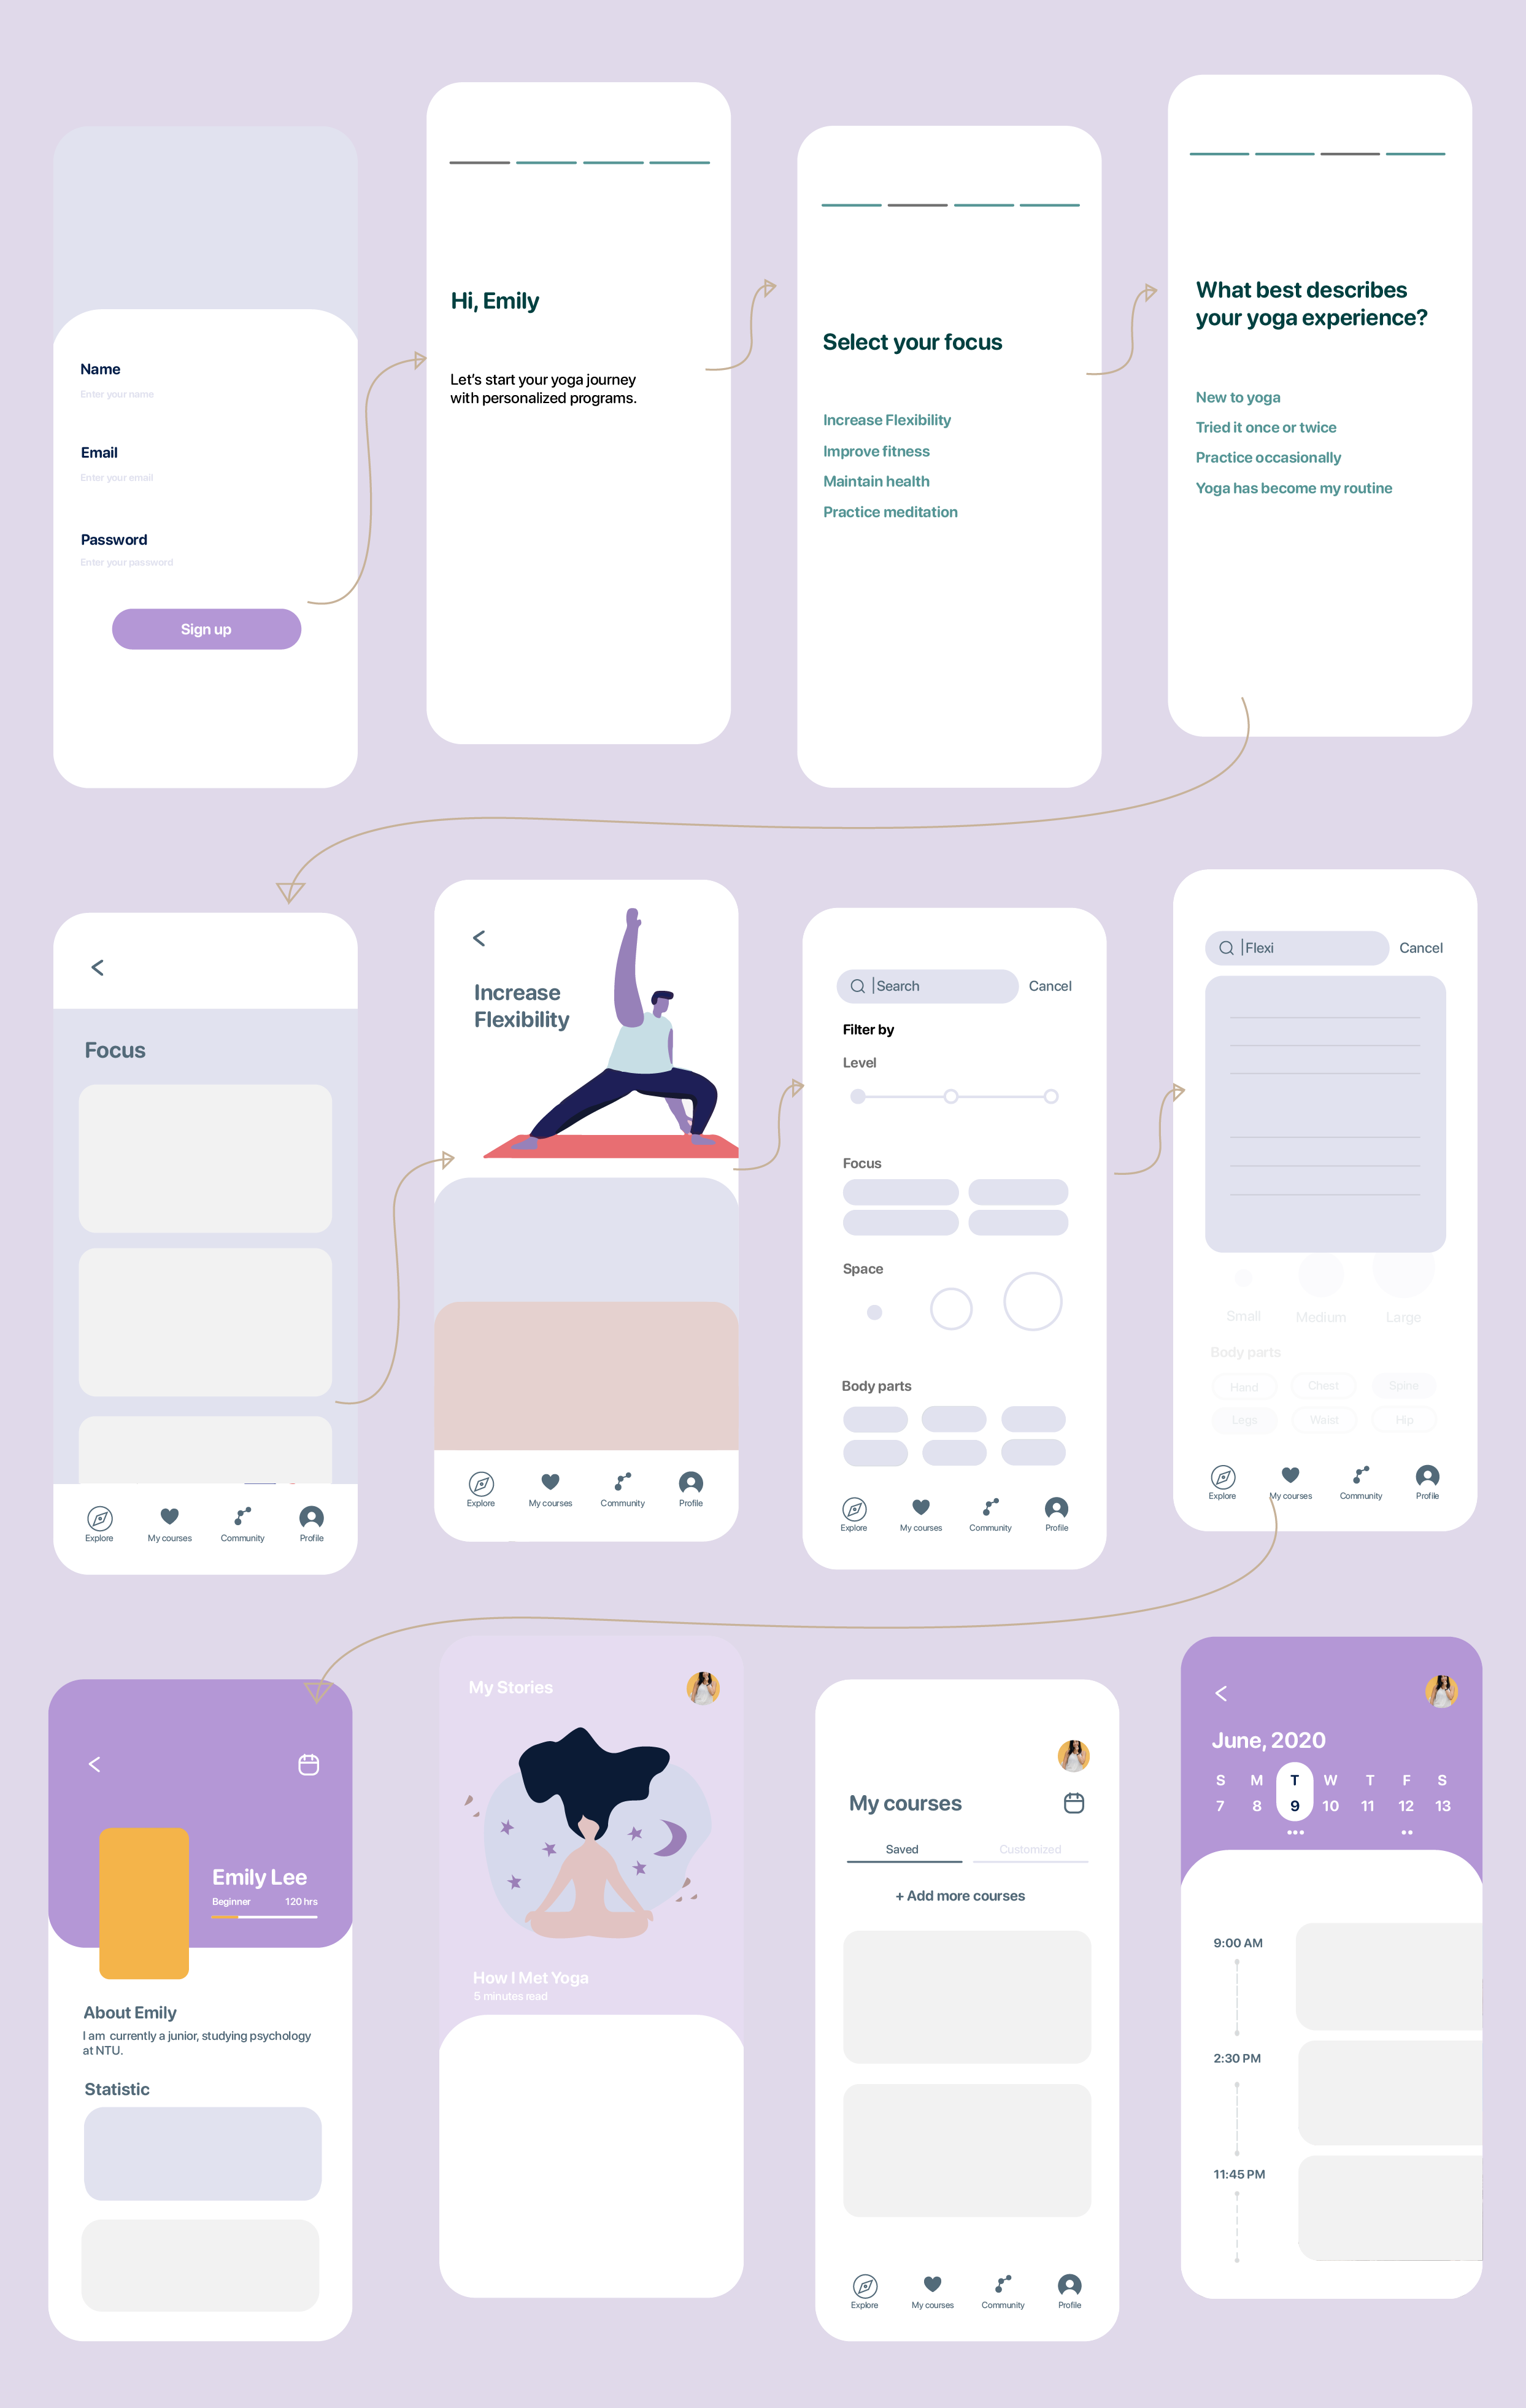 Name
Enter your name
Email
Enter your email
Password
Enter your password
Sign up
Hi, Emily
Let's start your yoga journey
with personalized programs.
Select your focus
Increase Flexibility
Improve fitness
Maintain health
Practice meditation
What best describes
your yoga experience?
New to yoga
Tried it once or twice
Practice occasionally
Yoga has become my routine
Focus
Explore My courses Community Profile
Increase
Flexibility
Explore My courses Community Profile
Search Cancel
Filter by
Level
Focus
Space
Body parts
Explore My courses Community Profile
Flexi Cancel
Small Medium Large
Body parts
Hand Chest Spine
Legs Waist Hip
Explore My courses Community Profile
Emily Lee
Beginner 120 hrs
About Emily
I am currently a junior, studying psychology
at NTU.
Statistic
My Stories
How I Met Yoga
5 minutes read
My courses
Saved Customized
+ Add more courses
Explore My courses Community Profile
June, 2020
S M T W T F S
7 8 9 10 11 12 13
9:00 AM
2:30 PM
11:45 PM